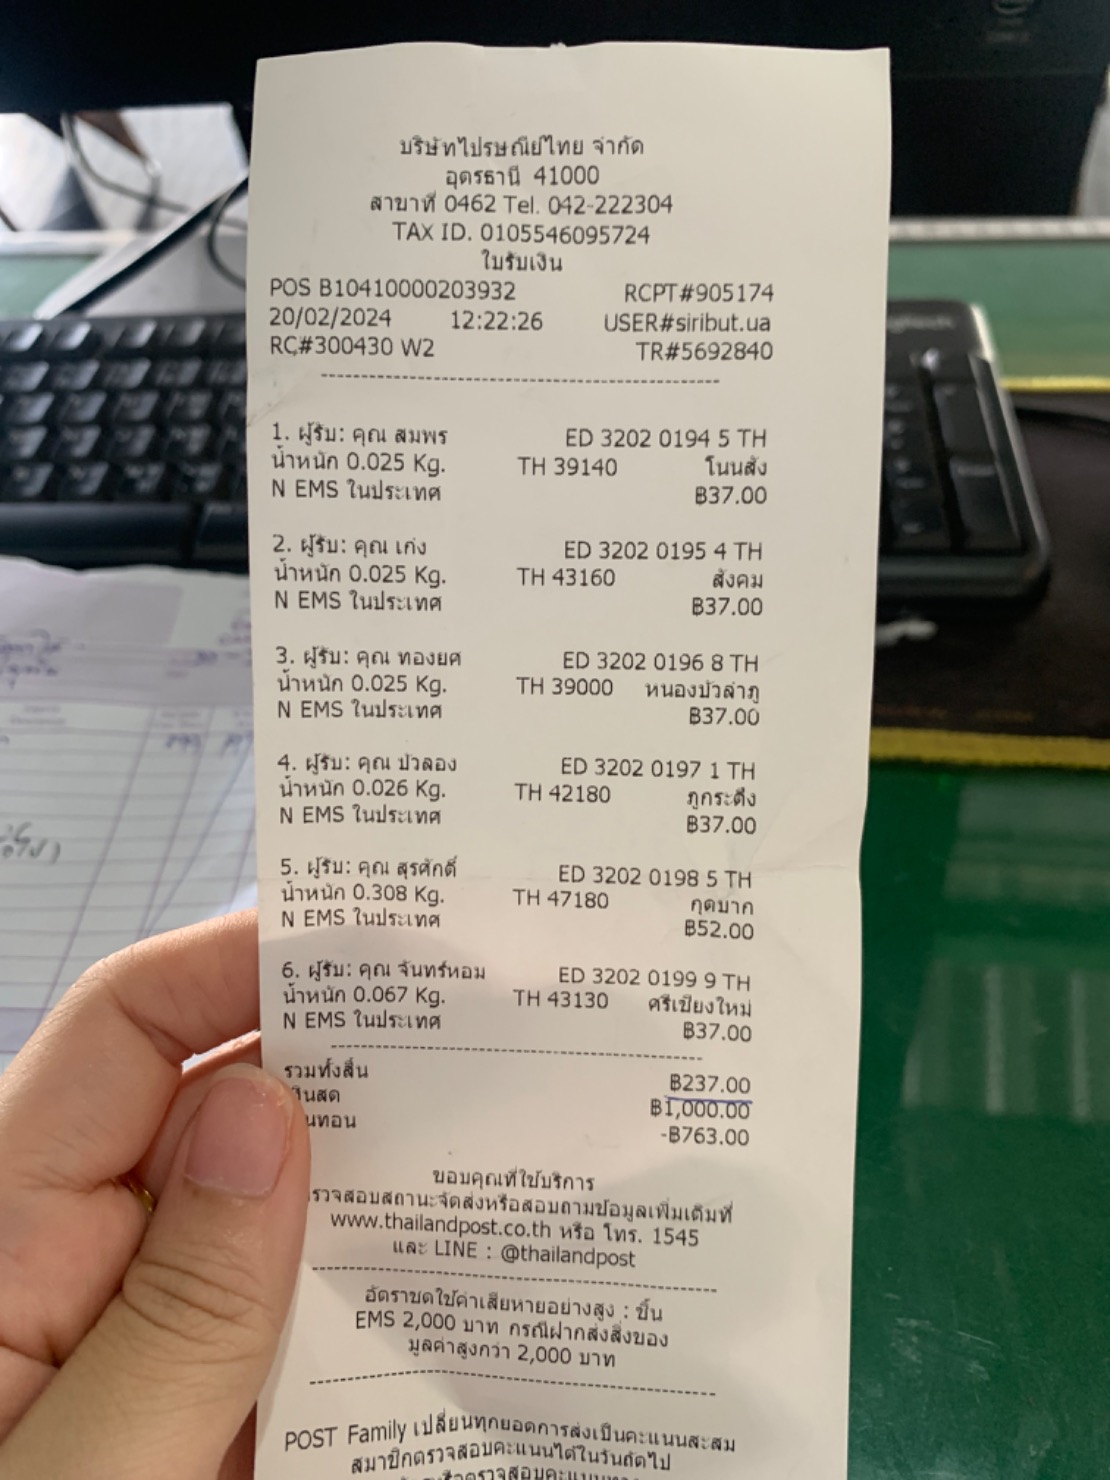 บริษัทไปรษณีย์ไทย จำกัด
อุดรธานี 41000
สาขาที่ 0462 Tel. 042-222304
TAX ID. 0105546095724
ใบรับเงิน
POS B10410000203932 RCPT#905174
20/02/2024 12:22:26 USER#siribut.ua
RC#300430 W2 TR#5692840
1. ผู้รับ: คุณ สมพร ED 3202 0194 5 TH
น้ำหนัก 0.025 Kg. TH 39140 โนนสัง
N EMS ในประเทศ ฿37.00
2. ผู้รับ: คุณ เก่ง ED 3202 0195 4 TH
น้ำหนัก 0.025 Kg. TH 43160 สังคม
N EMS ในประเทศ ฿37.00
3. ผู้รับ: คุณ ทองยศ ED 3202 0196 8 TH
น้ำหนัก 0.025 Kg. TH 39000 หนองบัวลำภู
N EMS ในประเทศ ฿37.00
4. ผู้รับ: คุณ บัวลอง ED 3202 0197 1 TH
น้ำหนัก 0.026 Kg. TH 42180 ภูกระดึง
N EMS ในประเทศ ฿37.00
5. ผู้รับ: คุณ สุรศักดิ์ ED 3202 0198 5 TH
น้ำหนัก 0.308 Kg. TH 47180 กุดบาก
N EMS ในประเทศ ฿52.00
6. ผู้รับ: คุณ จันทร์หอม ED 3202 0199 9 TH
น้ำหนัก 0.067 Kg. TH 43130 ศรีเชียงใหม่
N EMS ในประเทศ ฿37.00
รวมทั้งสิ้น ฿237.00
ินสด ฿1,000.00
นทอน -฿763.00
ขอบคุณที่ใช้บริการ
รวจสอบสถานะจัดส่งหรือสอบถามข้อมูลเพิ่มเติมที่
www.thailandpost.co.th หรือ โทร. 1545
และ LINE : @thailandpost
อัตราชดใช้ค่าเสียหายอย่างสูง : ชิ้น
EMS 2,000 บาท กรณีฝากส่งสิ่งของ
มูลค่าสูงกว่า 2,000 บาท
POST Family เปลี่ยนทุกยอดการส่งเป็นคะแนนสะสม
สมาชิกตรวจสอบคะแนนได้ในวันถัดไป